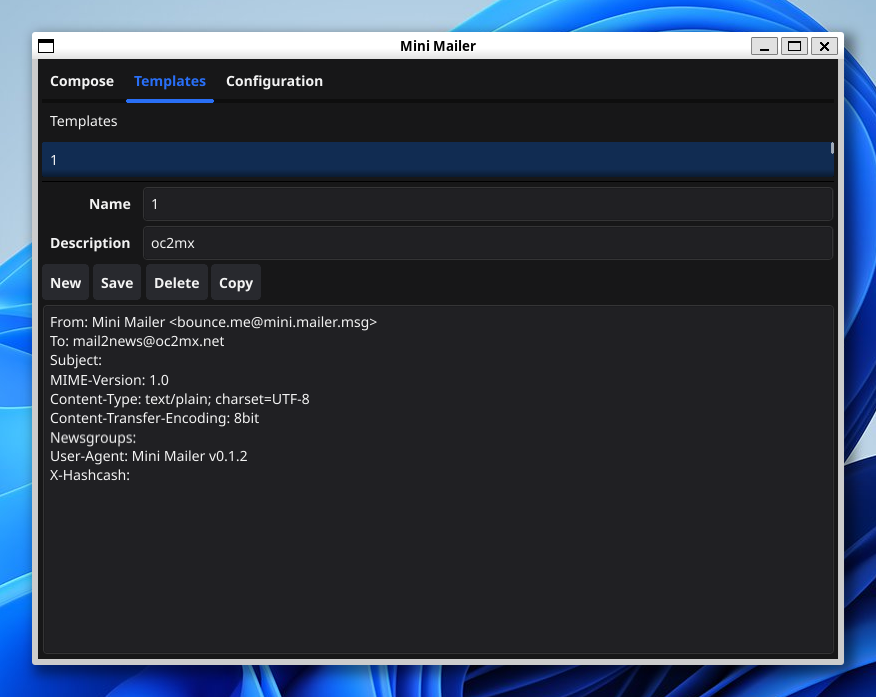 Mini Mailer
Compose Templates Configuration
Templates
1
Name 1
Description oc2mx
New Save Delete Copy
From: Mini Mailer <bounce.me@mini.mailer.msg>
To: mail2news@oc2mx.net
Subject:
MIME-Version: 1.0
Content-Type: text/plain; charset=UTF-8
Content-Transfer-Encoding: 8bit
Newsgroups:
User-Agent: Mini Mailer v0.1.2
X-Hashcash: